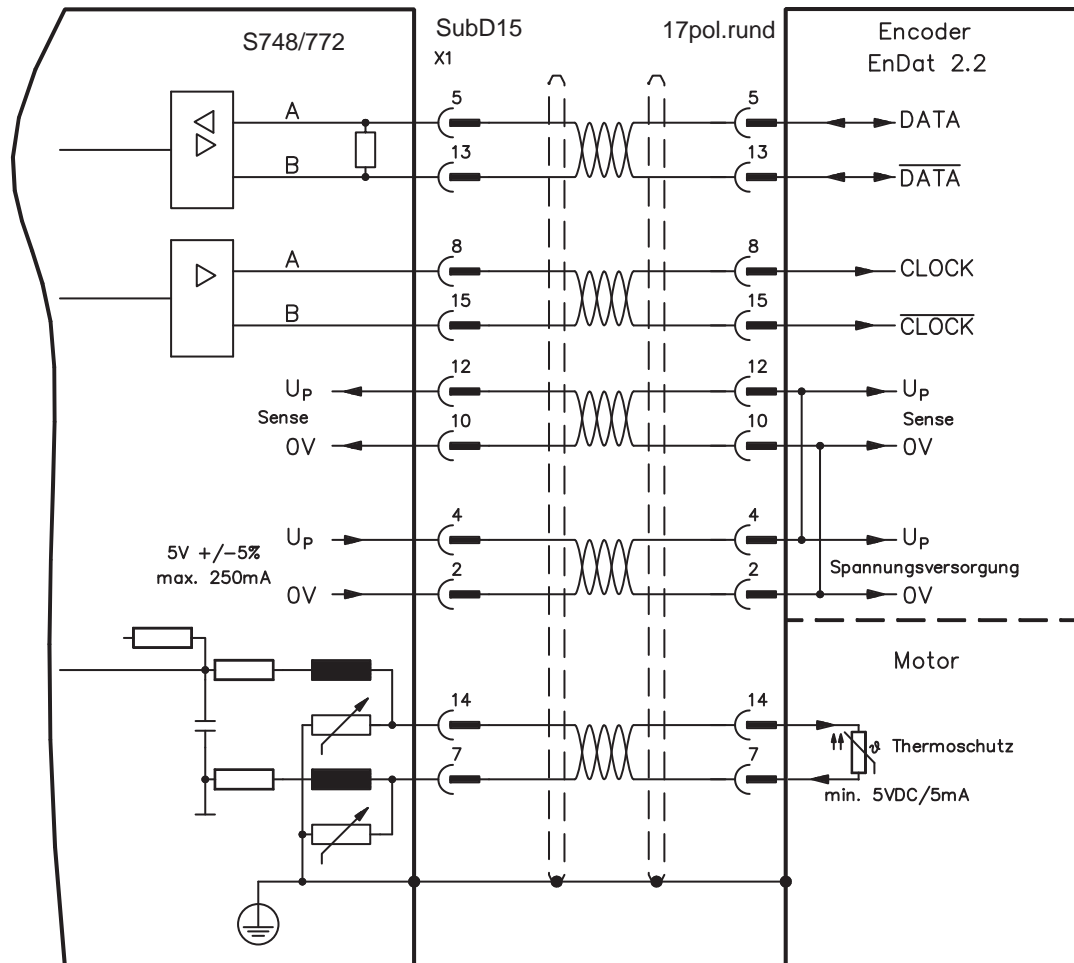 S748/772
SubD15
X1
17pol.rund
Encoder
EnDat 2.2
A
5
5
DATA
B
13
13
DATA
A
8
8
CLOCK
B
15
15
CLOCK
UP
12
12
UP
Sense
Sense
0V
10
10
0V
5V +/-5%
max. 250mA
UP
4
4
UP
Spannungsversorgung
0V
2
2
0V
Motor
14
14
7
7
ϑ Thermoschutz
min. 5VDC/5mA